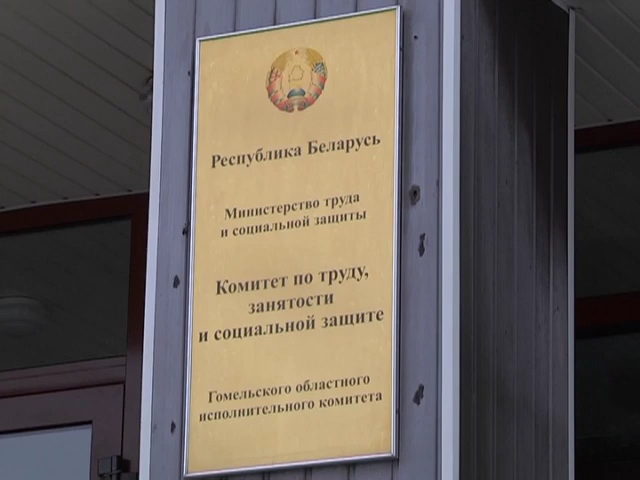 Республика Беларусь
Министерство труда
и социальной защиты
Комитет по труду,
занятости
и социальной защите
Гомельского областного
исполнительного комитета